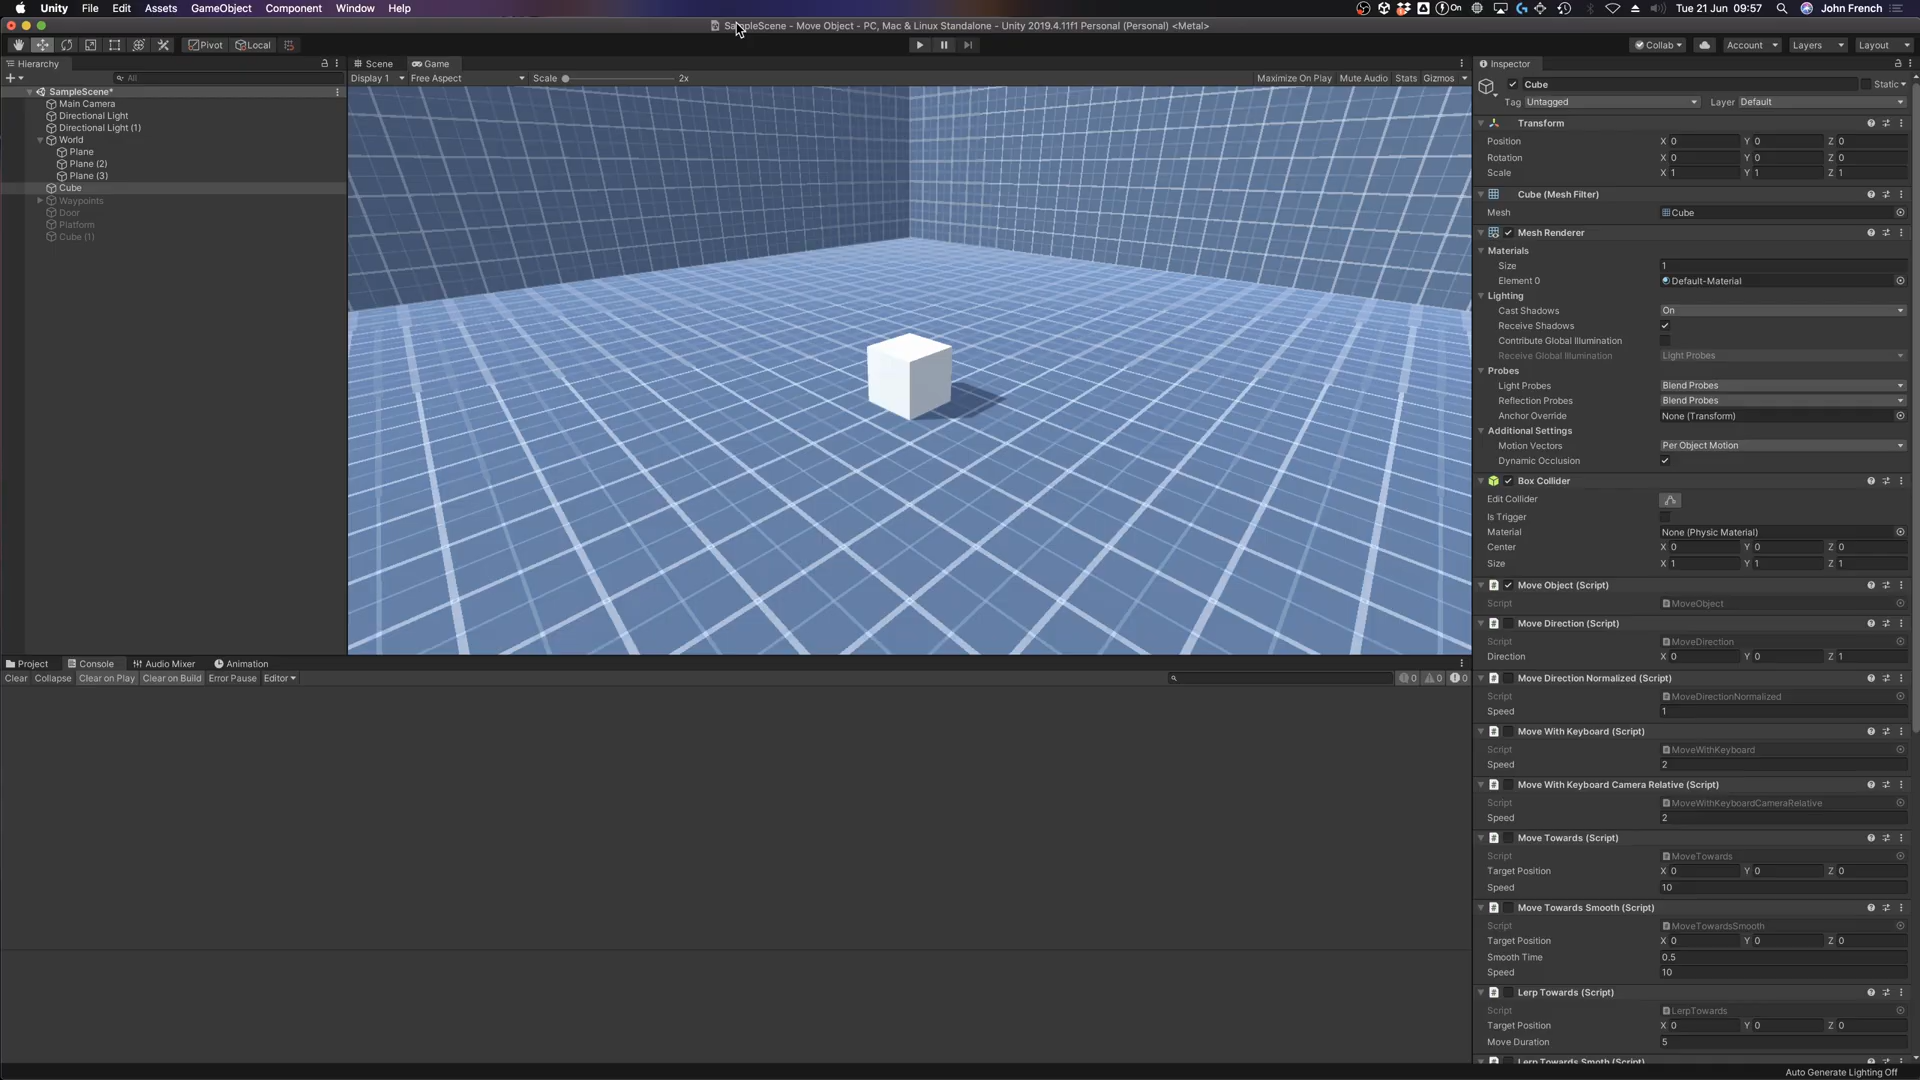 Unity File Edit Assets GameObject Component Window Help On Tue 21 Jun 09:57 John French
SampleScene - Move Object - PC, Mac & Linux Standalone - Unity 2019.4.11f1 Personal (Personal) <Metal>
Pivot Local Collab Account Layers Layout
Hierarchy Scene Game Inspector
All Display 1 Free Aspect Scale 2x Maximize On Play Mute Audio Stats Gizmos
SampleScene*
Main Camera
Directional Light
Directional Light (1)
World
Plane
Plane (2)
Plane (3)
Cube
Waypoints
Door
Platform
Cube (1)
Cube Static
Tag Untagged Layer Default
Transform
Position X 0 Y 0 Z 0
Rotation X 0 Y 0 Z 0
Scale X 1 Y 1 Z 1
Cube (Mesh Filter)
Mesh Cube
Mesh Renderer
Materials
Size 1
Element 0 Default-Material
Lighting
Cast Shadows On
Receive Shadows
Contribute Global Illumination
Receive Global Illumination Light Probes
Probes
Light Probes Blend Probes
Reflection Probes Blend Probes
Anchor Override None (Transform)
Additional Settings
Motion Vectors Per Object Motion
Dynamic Occlusion
Box Collider
Edit Collider
Is Trigger
Material None (Physic Material)
Center X 0 Y 0 Z 0
Size X 1 Y 1 Z 1
Move Object (Script)
Script MoveObject
Move Direction (Script)
Script MoveDirection
Direction X 0 Y 0 Z 1
Move Direction Normalized (Script)
Script MoveDirectionNormalized
Speed 1
Move With Keyboard (Script)
Script MoveWithKeyboard
Speed 2
Move With Keyboard Camera Relative (Script)
Script MoveWithKeyboardCameraRelative
Speed 2
Move Towards (Script)
Script MoveTowards
Target Position X 0 Y 0 Z 0
Speed 10
Move Towards Smooth (Script)
Script MoveTowardsSmooth
Target Position X 0 Y 0 Z 0
Smooth Time 0.5
Speed 10
Lerp Towards (Script)
Script LerpTowards
Target Position X 0 Y 0 Z 0
Move Duration 5
Lerp Towards Smoth (Script)
Project Console Audio Mixer Animation
Clear Collapse Clear on Play Clear on Build Error Pause Editor 0 0 0
Auto Generate Lighting Off